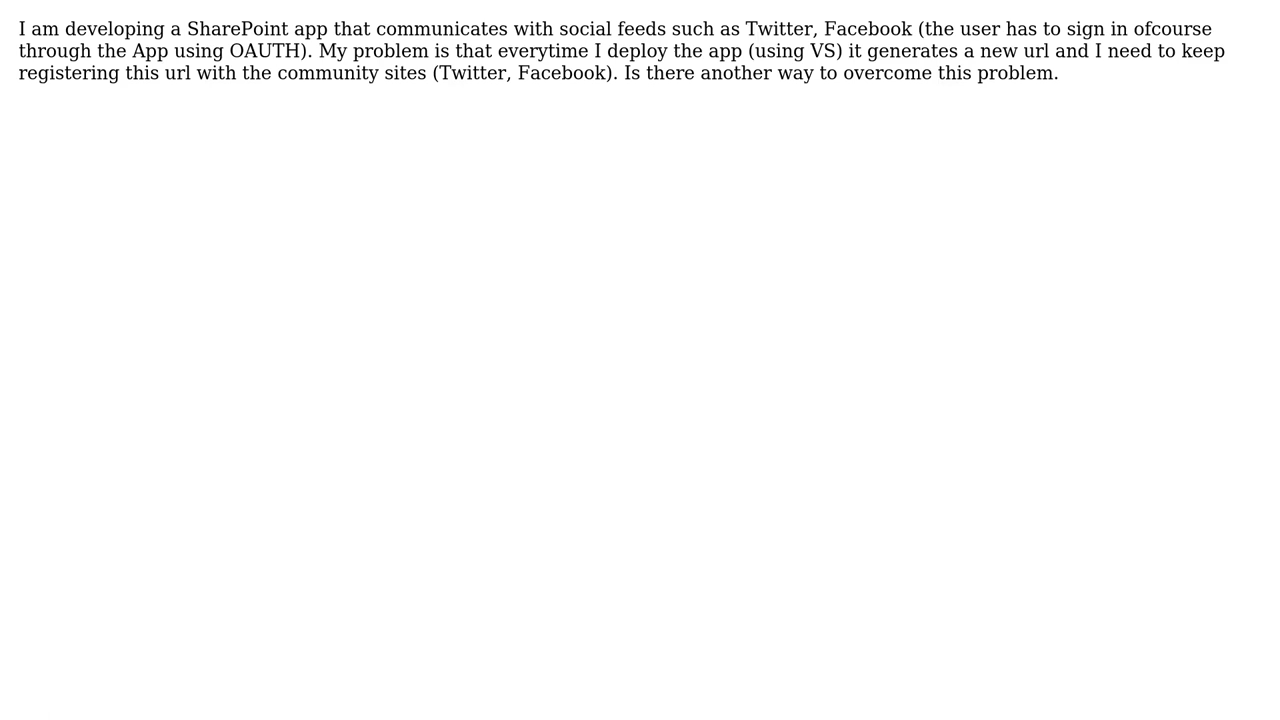 I am developing a SharePoint app that communicates with social feeds such as Twitter, Facebook (the user has to sign in ofcourse
through the App using OAUTH). My problem is that everytime I deploy the app (using VS) it generates a new url and I need to keep
registering this url with the community sites (Twitter, Facebook). Is there another way to overcome this problem.